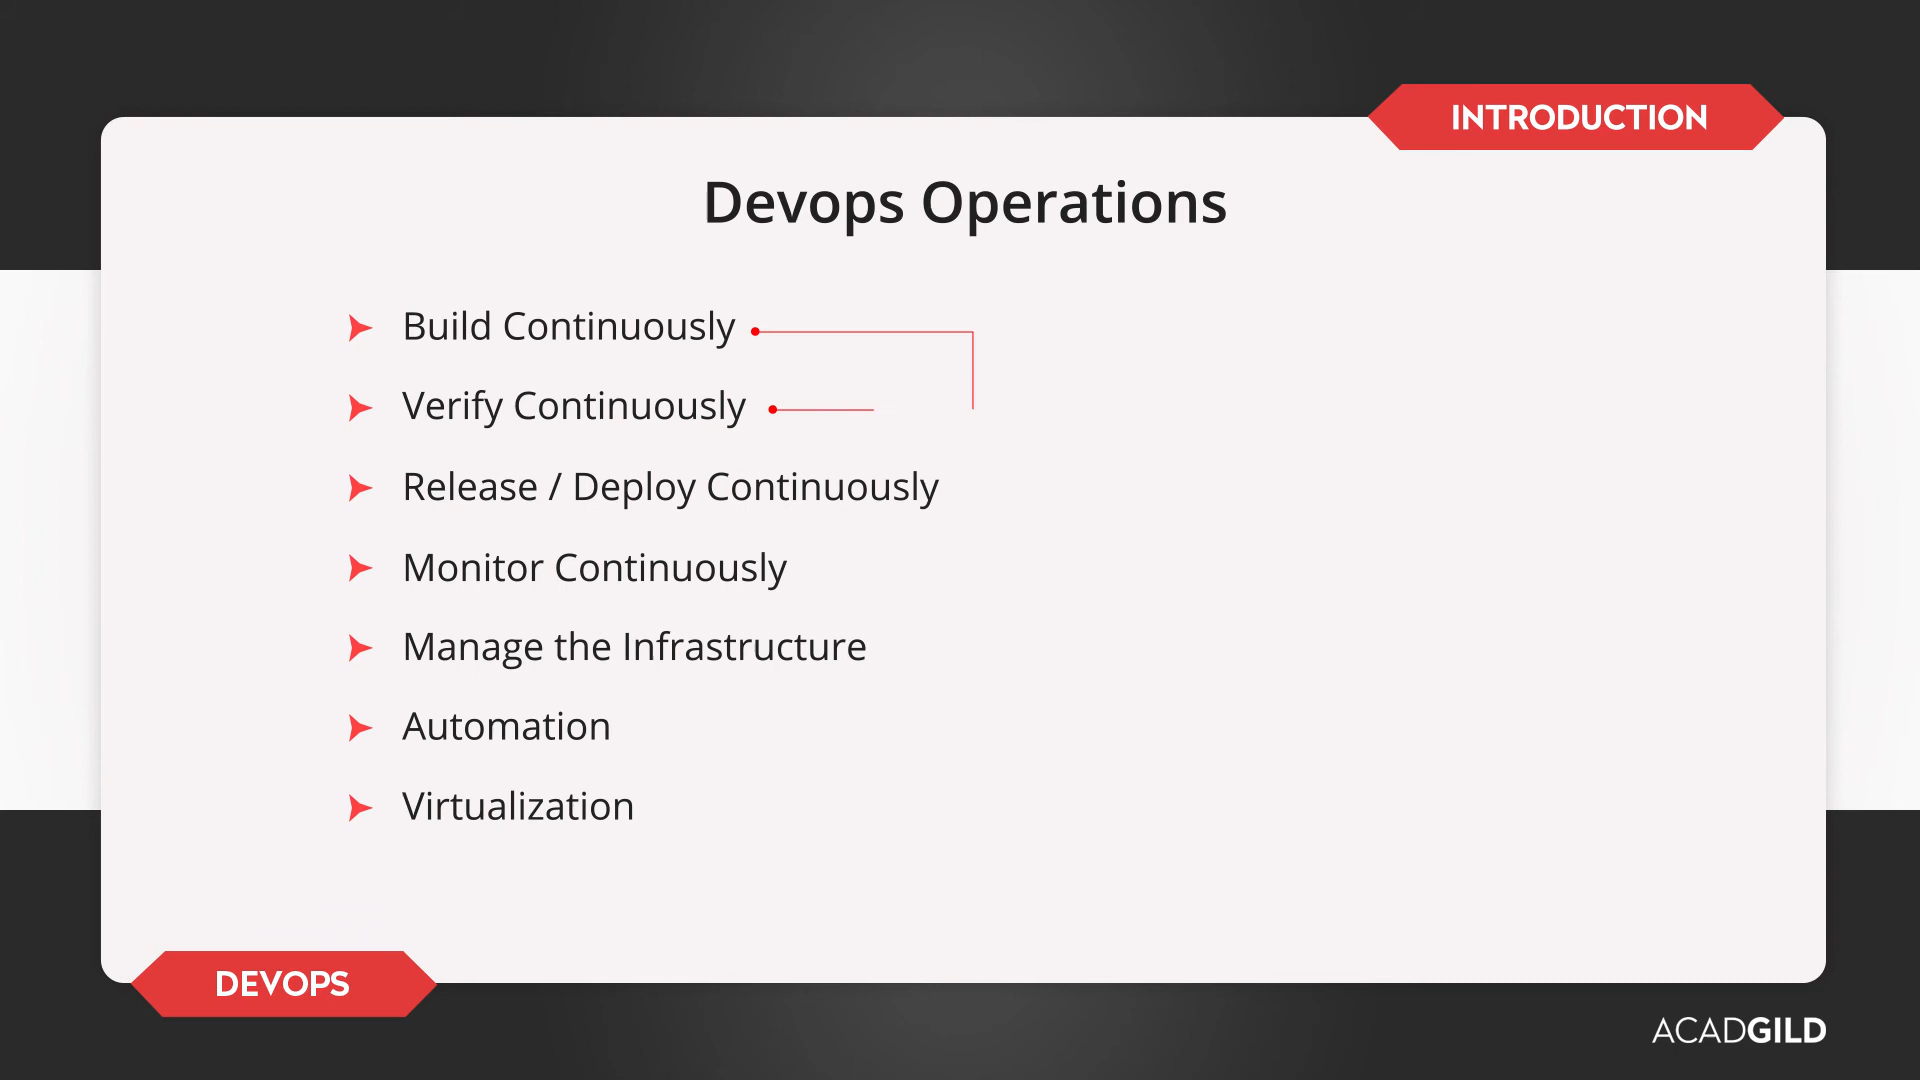 INTRODUCTION
Devops Operations
Build Continuously
Verify Continuously
Release / Deploy Continuously
Monitor Continuously
Manage the Infrastructure
Automation
Virtualization
DEVOPS
ACADGILD